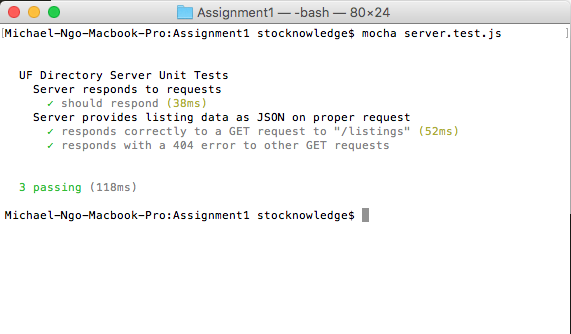 Assignment1 — -bash — 80×24
[Michael-Ngo-Macbook-Pro:Assignment1 stocknowledge$ mocha server.test.js ]
UF Directory Server Unit Tests
Server responds to requests
✓ should respond (38ms)
Server provides listing data as JSON on proper request
✓ responds correctly to a GET request to "/listings" (52ms)
✓ responds with a 404 error to other GET requests
3 passing (118ms)
Michael-Ngo-Macbook-Pro:Assignment1 stocknowledge$